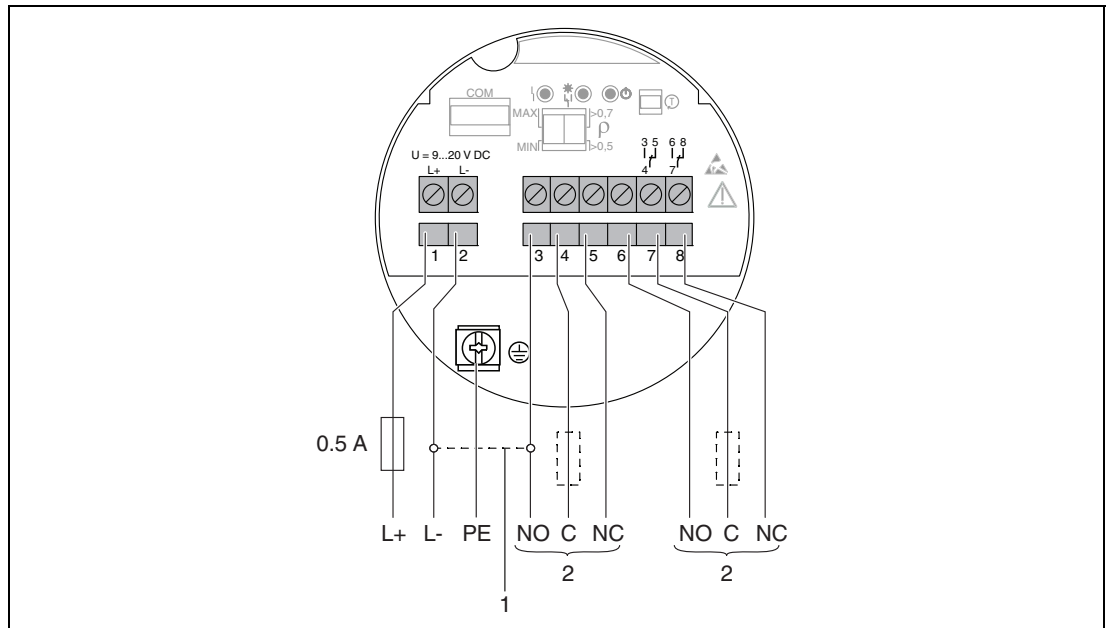 COM
MAX
>0,7
ρ
MIN
>0,5
T
U = 9...20 V DC
L+ L-
3 5 6 8
4 7
1 2 3 4 5 6 7 8
0.5 A
L+ L- PE NO C NC NO C NC
2 2
1